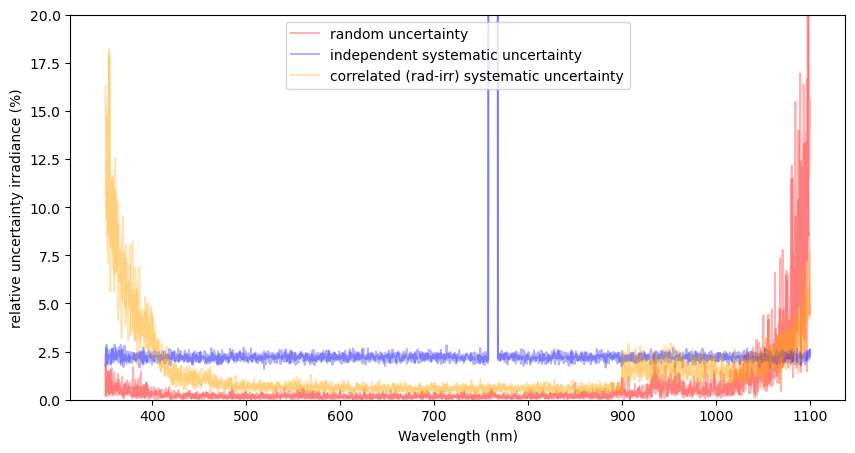 random uncertainty
independent systematic uncertainty
correlated (rad-irr) systematic uncertainty
relative uncertainty irradiance (%)
20.0
17.5
15.0
12.5
10.0
7.5
5.0
2.5
0.0
400 500 600 700 800 900 1000 1100
Wavelength (nm)